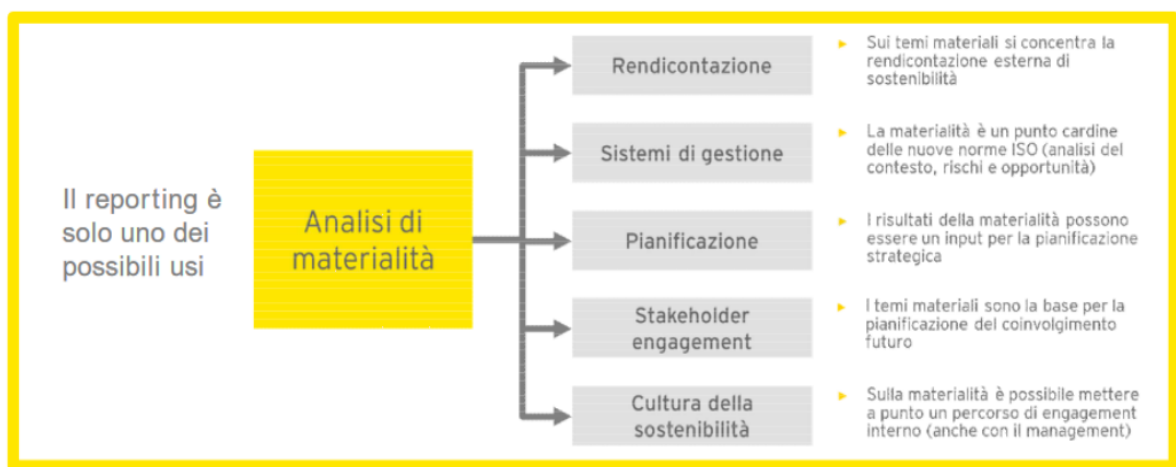 Il reporting è
solo uno dei
possibili usi
Analisi di
materialità
Rendicontazione
Sui temi materiali si concentra la
rendicontazione esterna di
sostenibilità
Sistemi di gestione
La materialità è un punto cardine
delle nuove norme ISO (analisi del
contesto, rischi e opportunità)
Pianificazione
I risultati della materialità possono
essere un input per la pianificazione
strategica
Stakeholder
engagement
I temi materiali sono la base per la
pianificazione del coinvolgimento
futuro
Cultura della
sostenibilità
Sulla materialità è possibile mettere
a punto un percorso di engagement
interno (anche con il management)